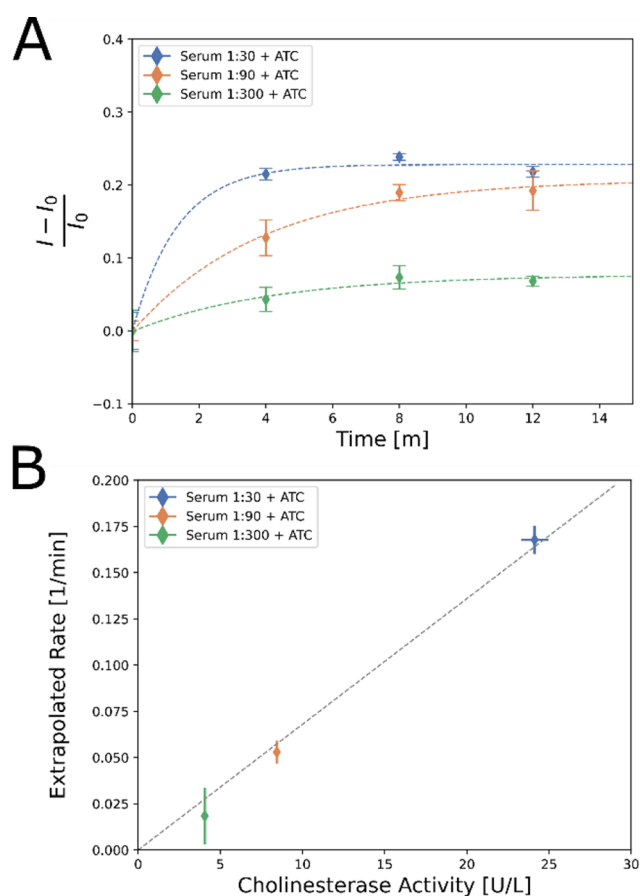 A
0.4
0.3
0.2
0.1
0.0
−0.1
I − I₀
I₀
Serum 1:30 + ATC
Serum 1:90 + ATC
Serum 1:300 + ATC
0 2 4 6 8 10 12 14
Time [m]
B
0.200
0.175
0.150
0.125
0.100
0.075
0.050
0.025
0.000
Extrapolated Rate [1/min]
Serum 1:30 + ATC
Serum 1:90 + ATC
Serum 1:300 + ATC
0 5 10 15 20 25 30
Cholinesterase Activity [U/L]